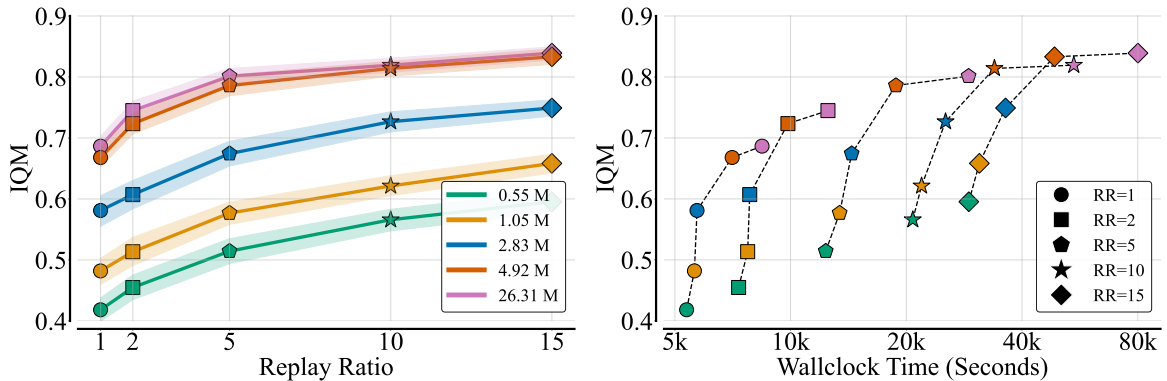 0.9
0.8
0.7
0.6
0.5
0.4
IQM
1 2 5 10 15
Replay Ratio
0.55 M
1.05 M
2.83 M
4.92 M
26.31 M
0.9
0.8
0.7
0.6
0.5
0.4
IQM
5k 10k 20k 40k 80k
Wallclock Time (Seconds)
RR=1
RR=2
RR=5
RR=10
RR=15